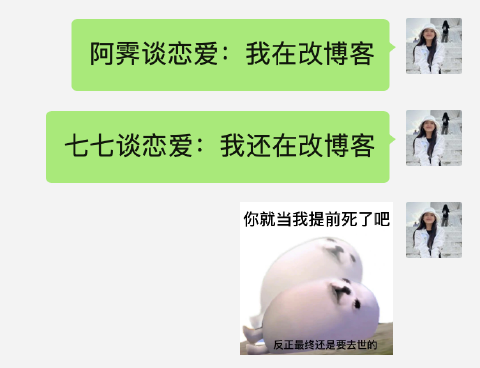 阿霁谈恋爱：我在改博客
七七谈恋爱：我还在改博客
你就当我提前死了吧
反正最终还是要去世的